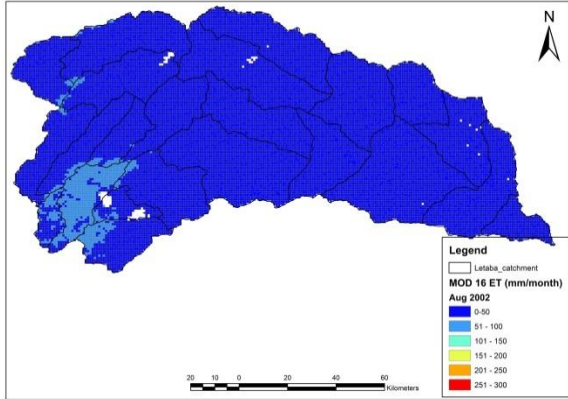 N
Legend
Letaba_catchment
MOD 16 ET (mm/month)
Aug 2002
0-50
51 - 100
101 - 150
151 - 200
201 - 250
251 - 300
20 10 0 20 40 60
Kilometers